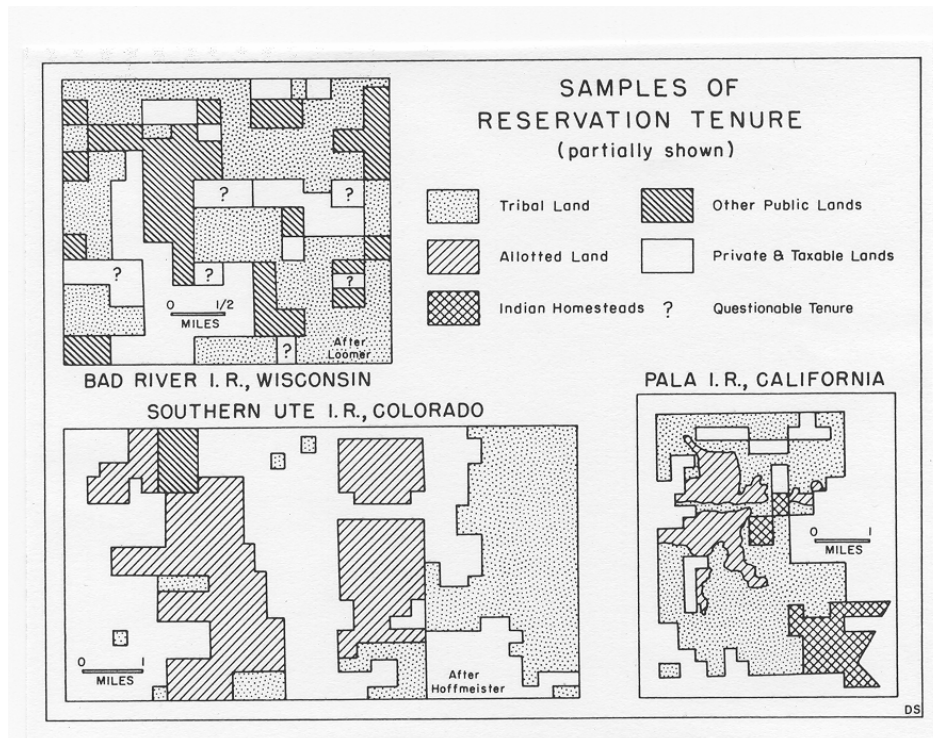 SAMPLES OF
RESERVATION TENURE
(partially shown)
Tribal Land
Other Public Lands
Allotted Land
Private & Taxable Lands
Indian Homesteads
? Questionable Tenure
?
?
?
?
?
?
0 1/2
MILES
After
Loomer
BAD RIVER I. R., WISCONSIN
SOUTHERN UTE I. R., COLORADO
0 1
MILES
After
Hoffmeister
PALA I. R., CALIFORNIA
0 1
MILES
DS